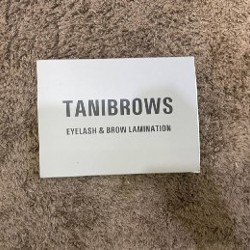 TANIBROWS
EYELASH & BROW LAMINATION